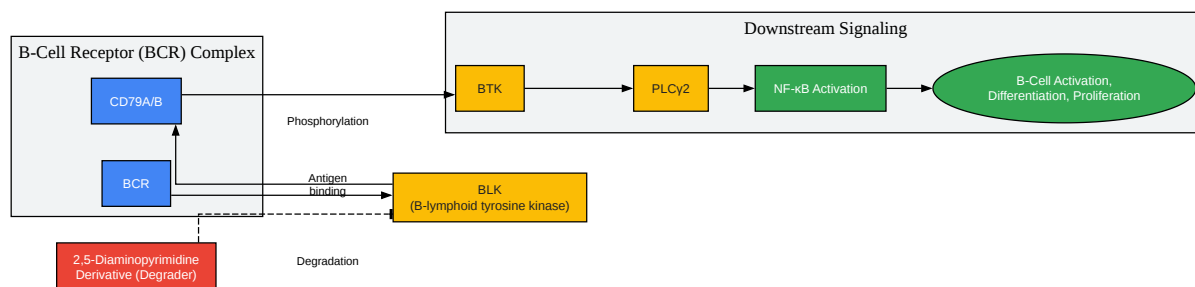 Downstream Signaling
B-Cell Receptor (BCR) Complex
CD79A/B
BTK
PLCγ2
NF-κB Activation
B-Cell Activation,
Differentiation, Proliferation
Phosphorylation
BCR
Antigen
binding
BLK
(B-lymphoid tyrosine kinase)
2,5-Diaminopyrimidine
Derivative (Degrader)
Degradation